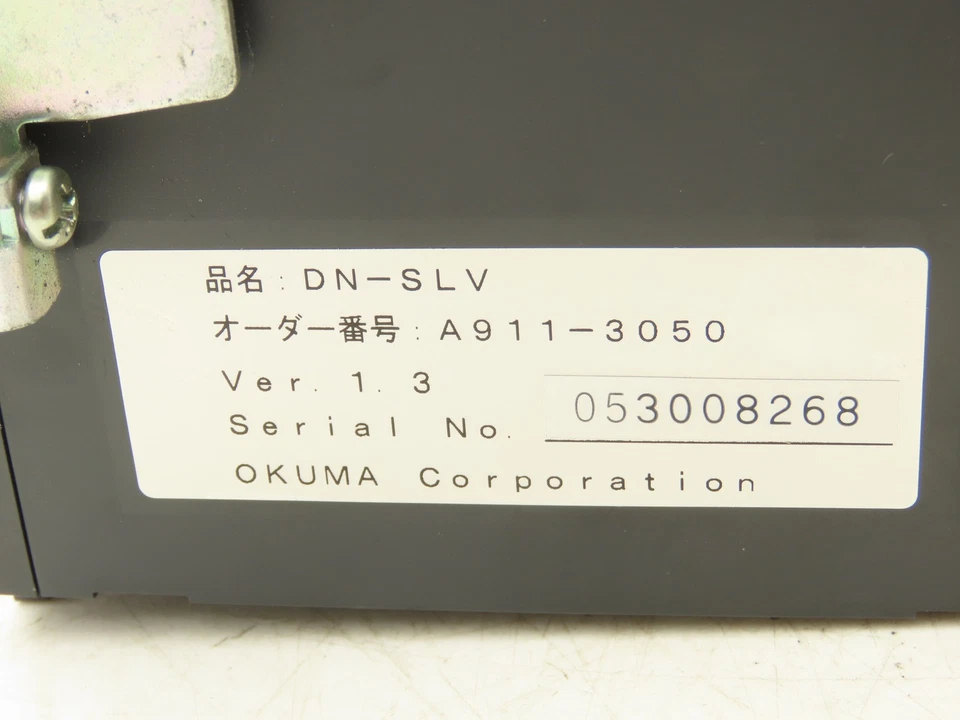 品名：DN－SLV
オーダー番号：A911－3050
Ver. 1. 3
Serial No. 053008268
OKUMA Corporation